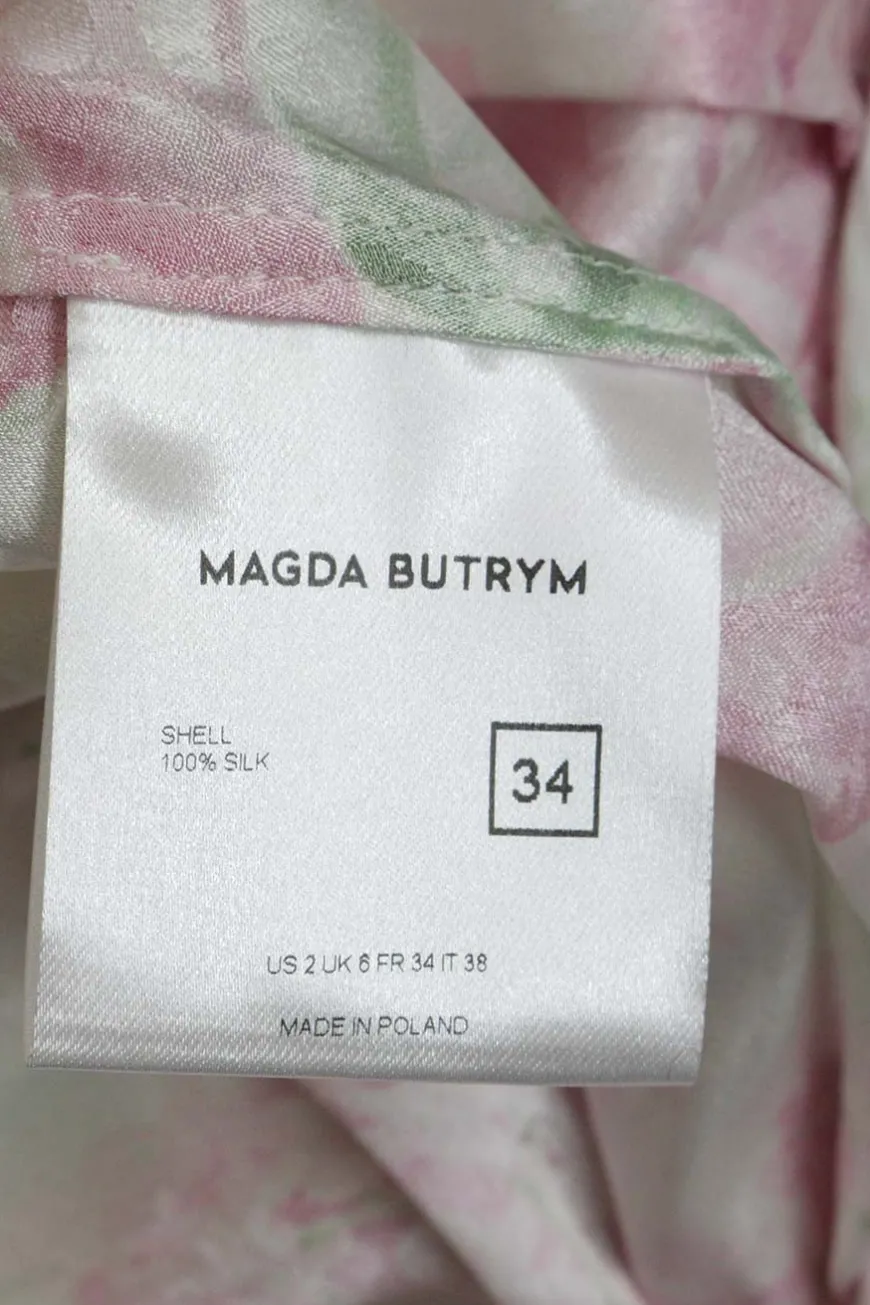 MAGDA BUTRYM
SHELL
100% SILK
34
US 2 UK 6 FR 34 IT 38
MADE IN POLAND